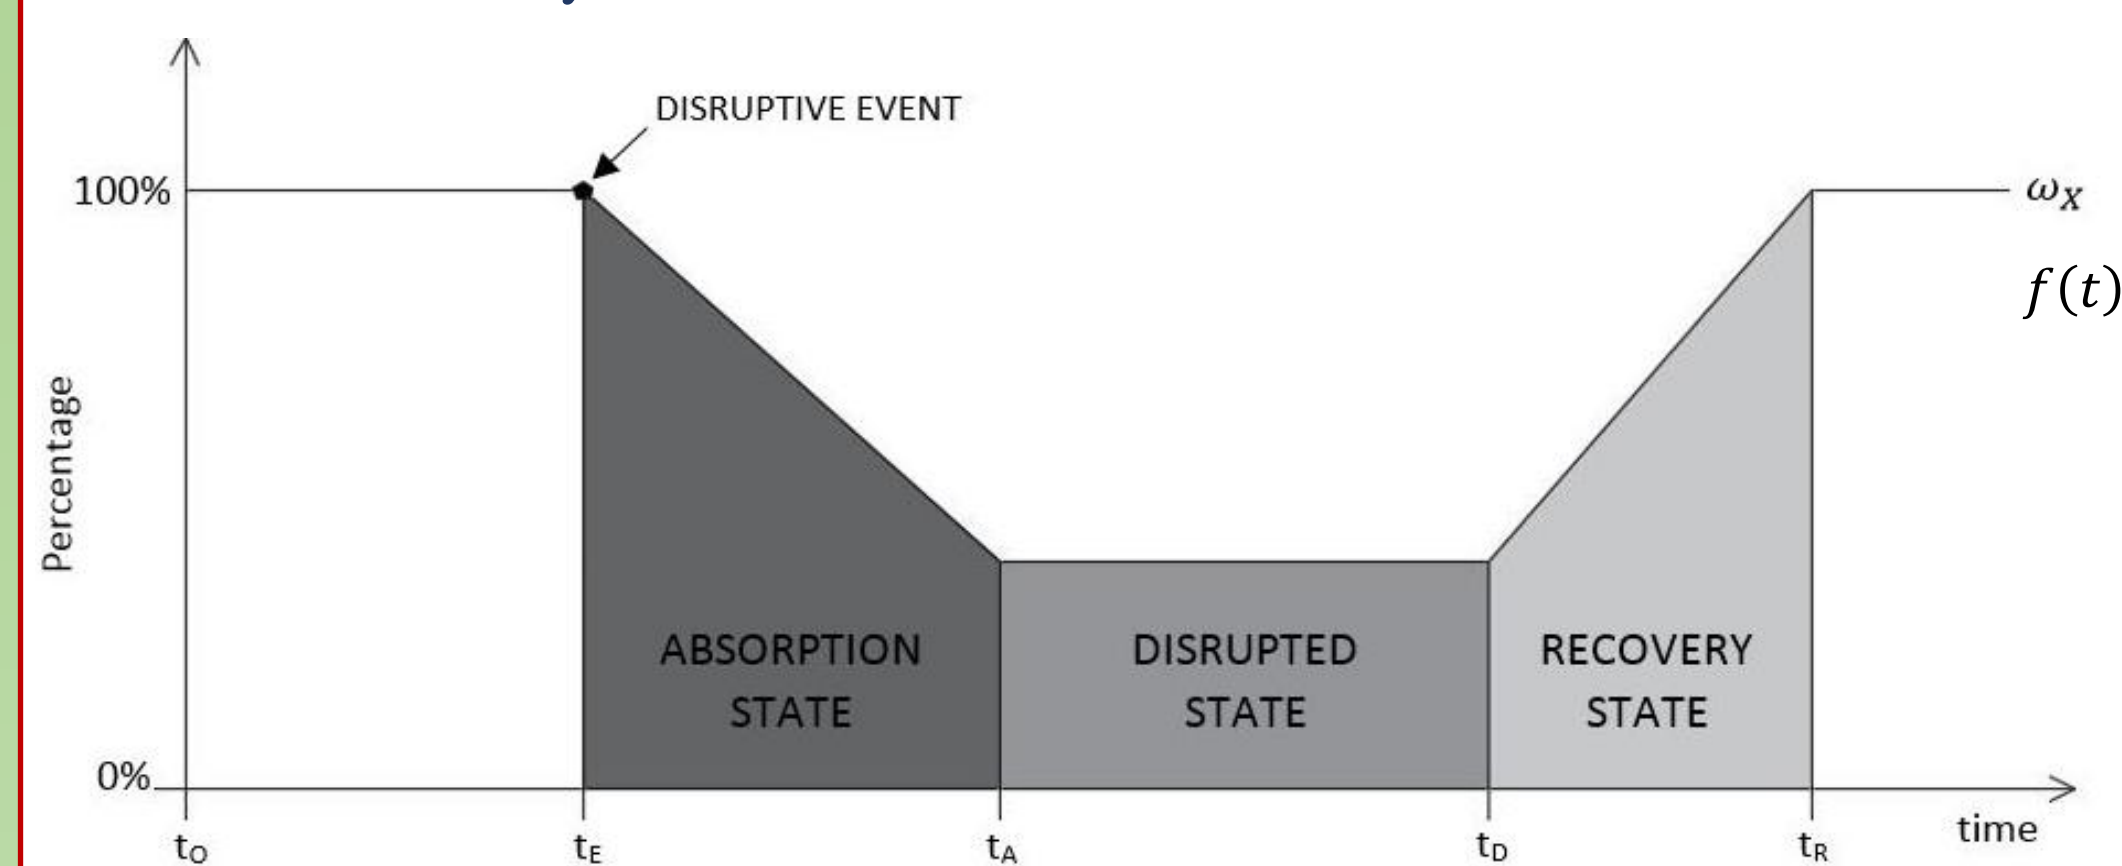 DISRUPTIVE EVENT
100%
ω_X
f(t)
Percentage
ABSORPTION
STATE
DISRUPTED
STATE
RECOVERY
STATE
0%
time
t_O
t_E
t_A
t_D
t_R